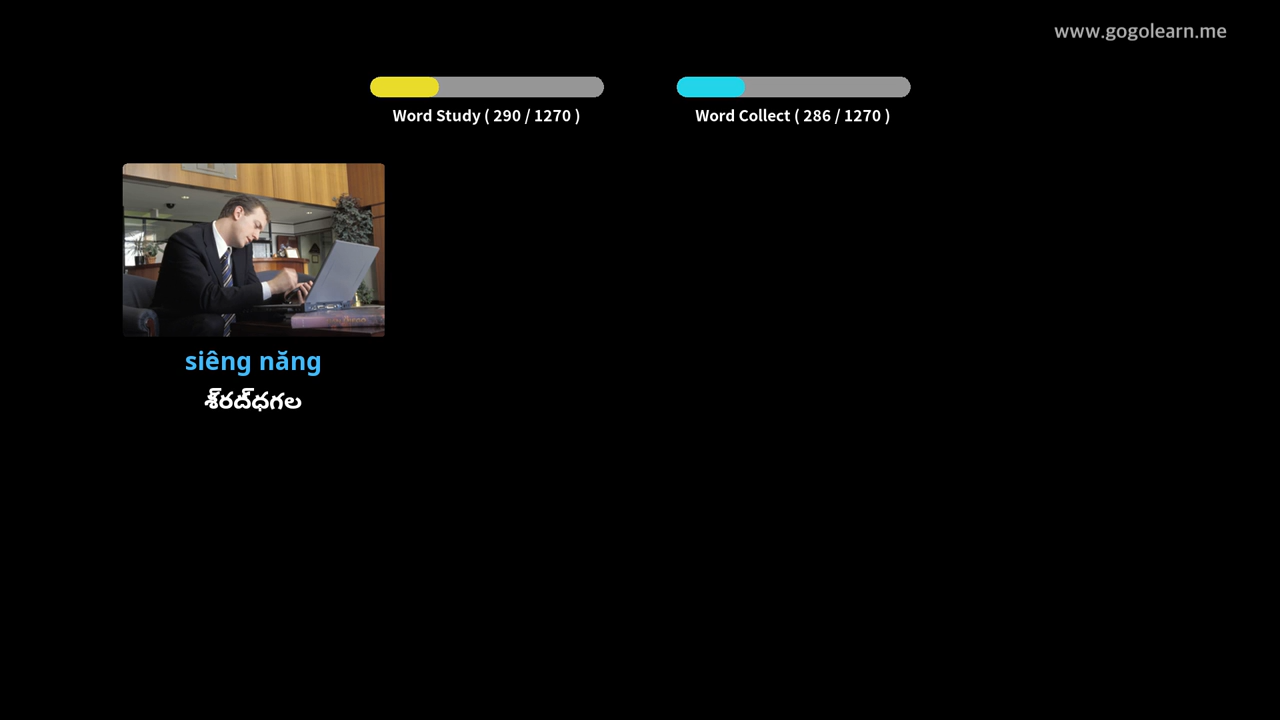 www.gogolearn.me
Word Study ( 290 / 1270 )
Word Collect ( 286 / 1270 )
siêng năng
శ్రద్ధగల